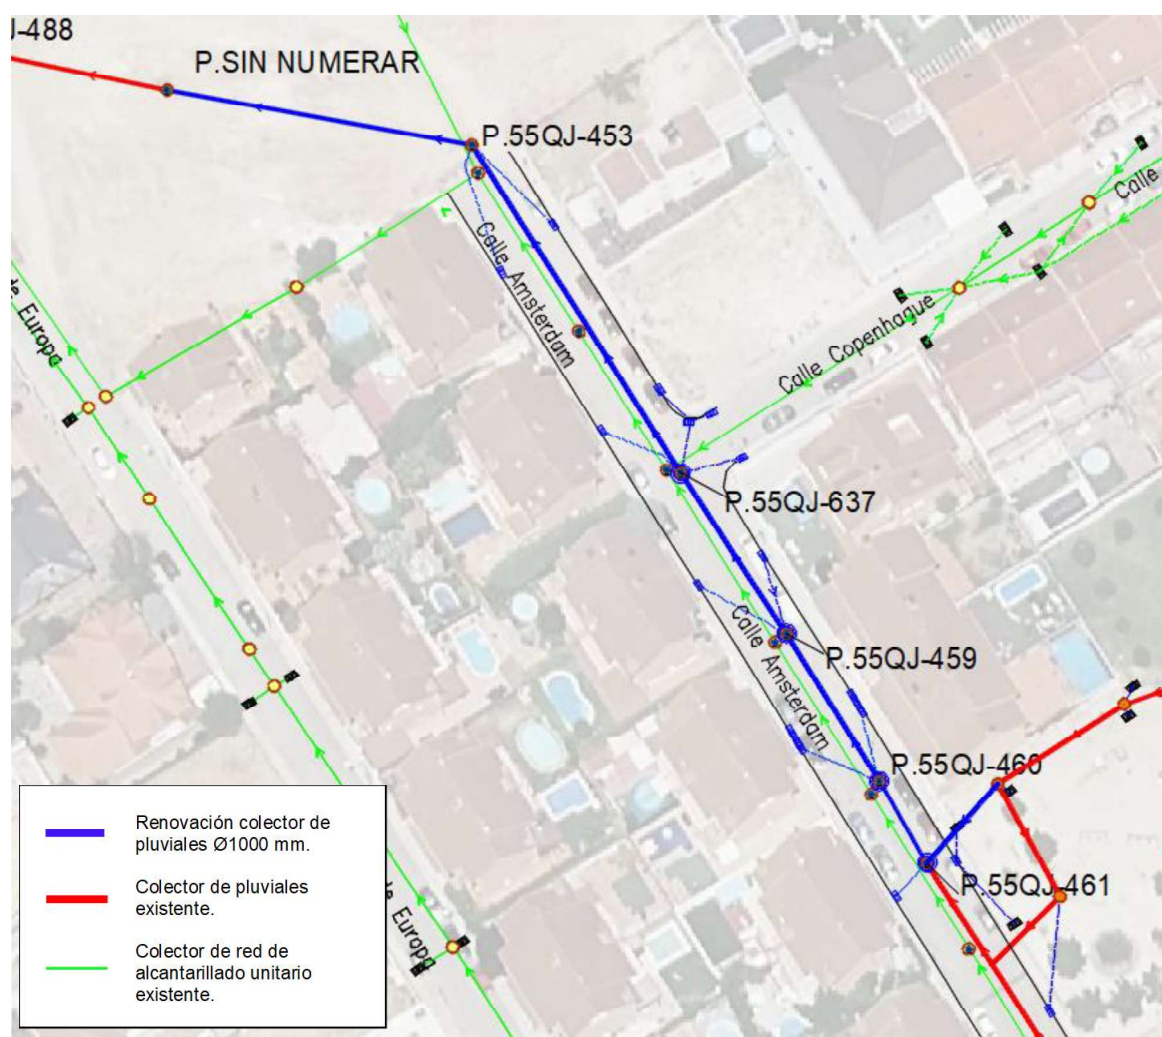 J-488
P.SIN NUMERAR
P.55QJ-453
Calle
Calle Amsterdam
de Europa
Calle Copenhague
P.55QJ-637
P.55QJ-459
Calle Amsterdam
P.55QJ-460
P.55QJ-461
de Europa
Renovación colector de
pluviales Ø1000 mm.
Colector de pluviales
existente.
Colector de red de
alcantarillado unitario
existente.